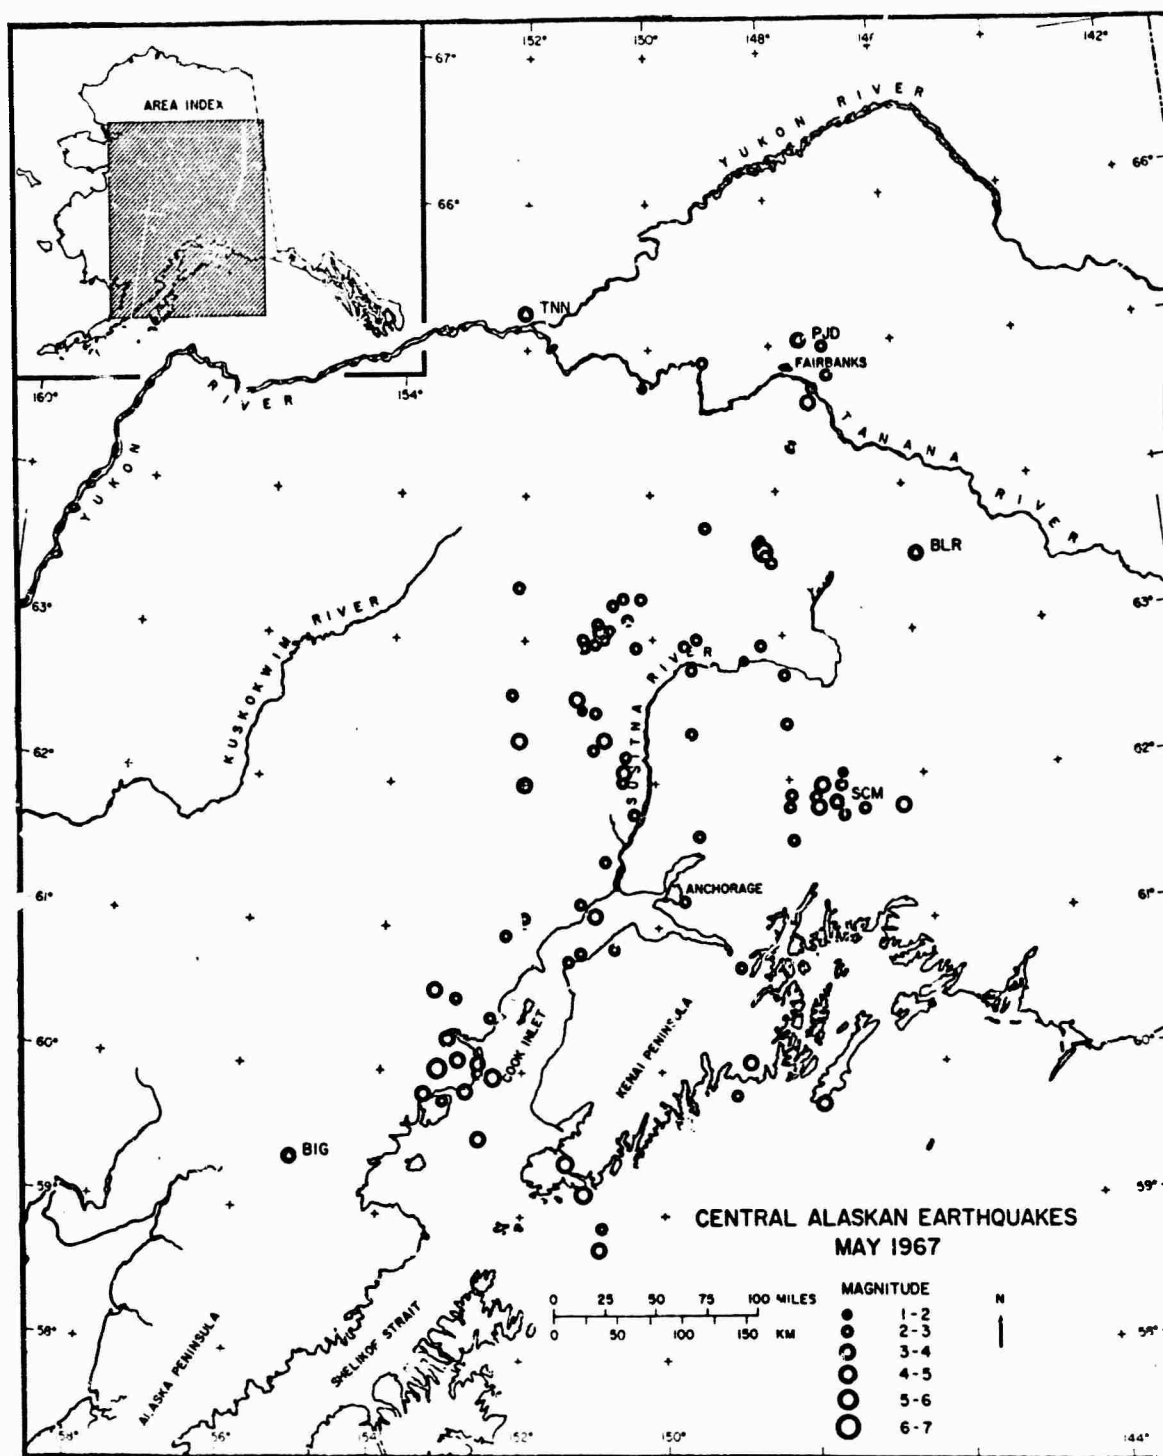 152°
150°
148°
146°
142°
67°
AREA INDEX
YUKON RIVER
66°
66°
TNN
PJD
FAIRBANKS
160°
154°
YUKON RIVER
TANANA RIVER
BLR
63°
63°
KUSKOKWIM RIVER
SUSITNA RIVER
62°
62°
SCM
61°
61°
ANCHORAGE
60°
60°
COOK INLET
KENAI PENINSULA
BIG
59°
59°
CENTRAL ALASKAN EARTHQUAKES
MAY 1967
MAGNITUDE
0 25 50 75 100 MILES
0 50 100 150 KM
N
1-2
2-3
3-4
4-5
5-6
6-7
58°
ALASKA PENINSULA
SHELIKOF STRAIT
158°
156°
154°
152°
150°
144°